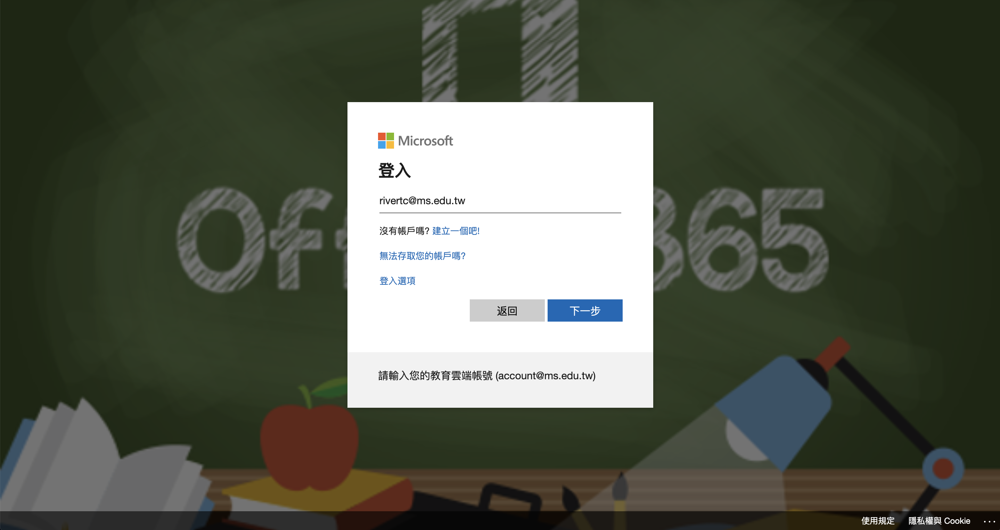 Microsoft
登入
rivertc@ms.edu.tw
沒有帳戶嗎? 建立一個吧!
無法存取您的帳戶嗎?
登入選項
返回 下一步
請輸入您的教育雲端帳號 (account@ms.edu.tw)
Of 365
使用規定 隱私權與 Cookie ...